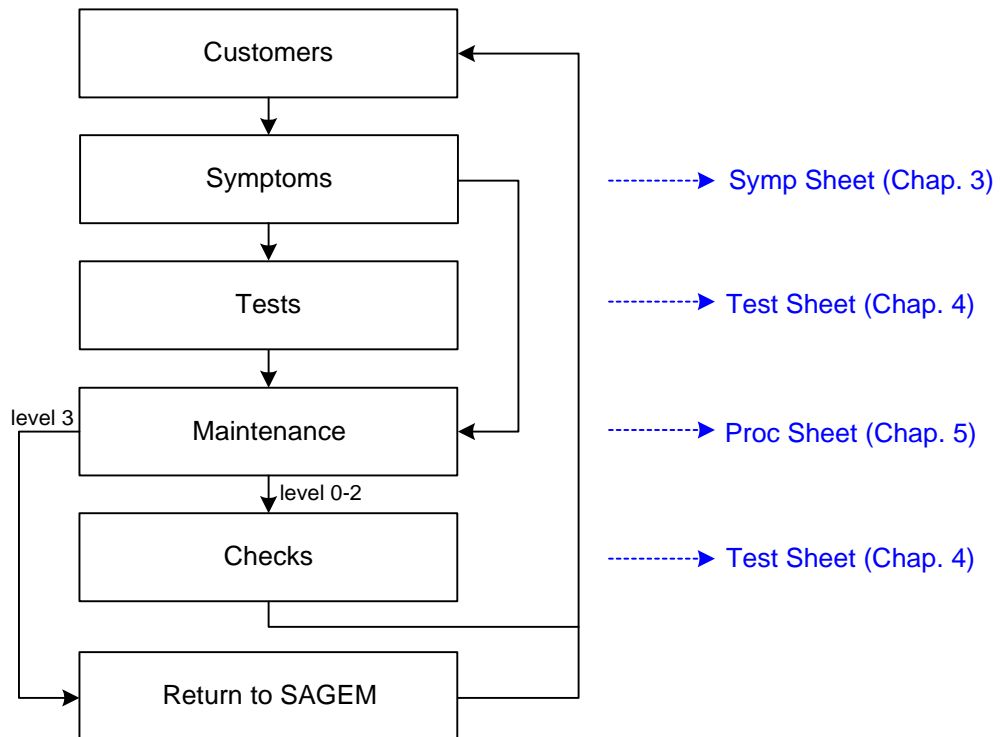 Customers
Symptoms
Symp Sheet (Chap. 3)
Tests
Test Sheet (Chap. 4)
level 3
Maintenance
Proc Sheet (Chap. 5)
level 0-2
Checks
Test Sheet (Chap. 4)
Return to SAGEM